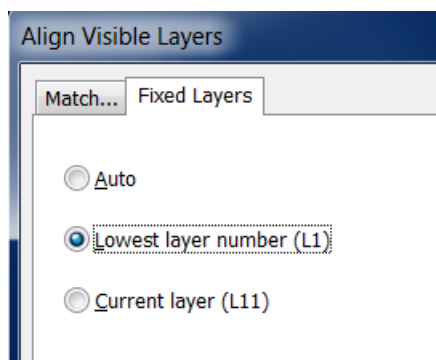 Align Visible Layers
Match... Fixed Layers
Auto
Lowest layer number (L1)
Current layer (L11)